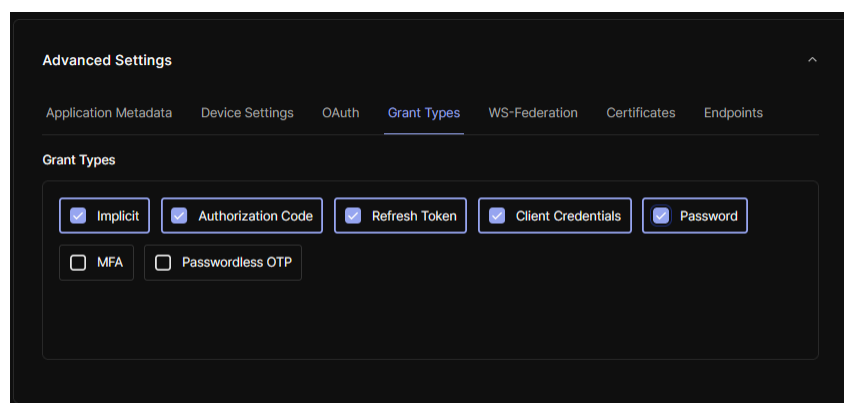 Advanced Settings
Application Metadata Device Settings OAuth Grant Types WS-Federation Certificates Endpoints
Grant Types
Implicit Authorization Code Refresh Token Client Credentials Password
MFA Passwordless OTP